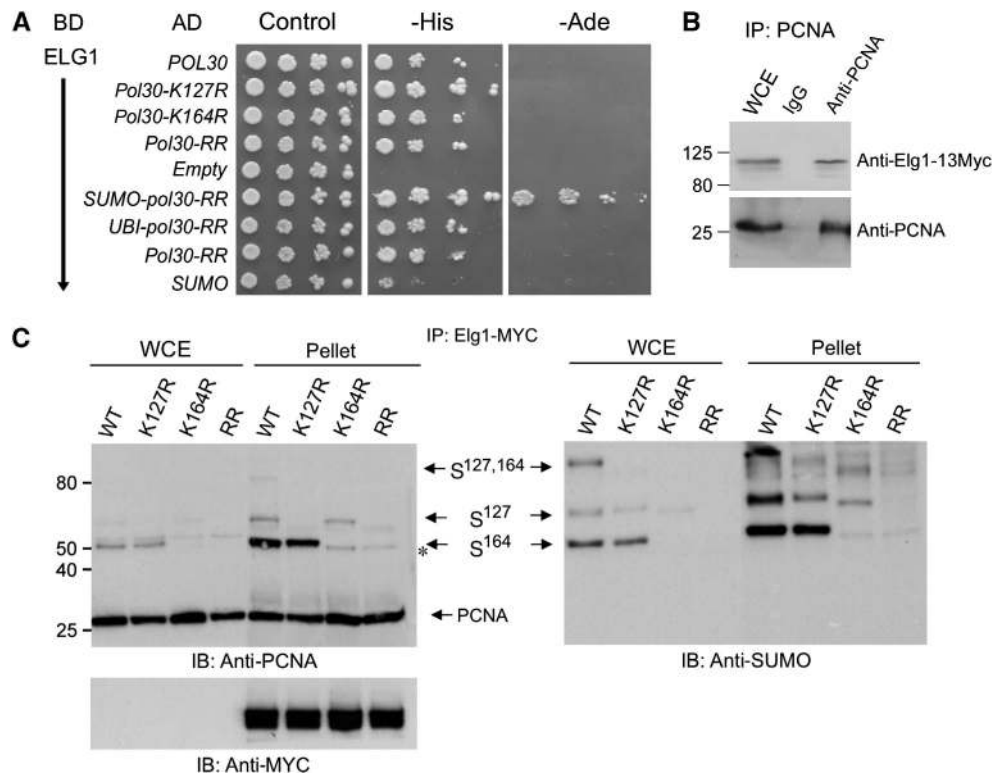 A BD AD Control -His -Ade
ELG1
POL30
Pol30-K127R
Pol30-K164R
Pol30-RR
Empty
SUMO-pol30-RR
UBI-pol30-RR
Pol30-RR
SUMO
B IP: PCNA
WCE IgG Anti-PCNA
125
80
Anti-Elg1-13Myc
25
Anti-PCNA
C IP: Elg1-MYC
WCE Pellet
WT K127R K164R RR WT K127R K164R RR
80
50
40
25
S127,164
S127
S164
*
PCNA
IB: Anti-PCNA
IB: Anti-MYC
WCE Pellet
WT K127R K164R RR WT K127R K164R RR
IB: Anti-SUMO